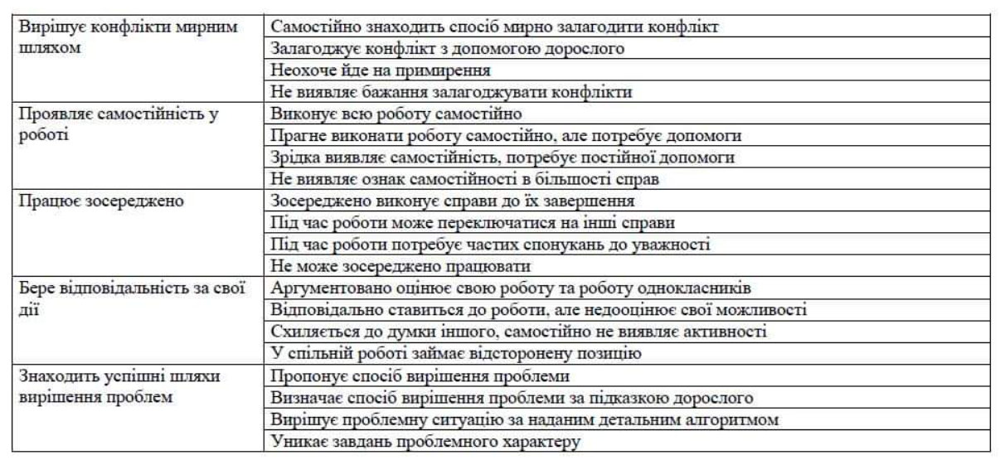 Вирішує конфлікти мирним шляхом
Самостійно знаходить спосіб мирно залагодити конфлікт
Залагоджує конфлікт з допомогою дорослого
Неохоче йде на примирення
Не виявляє бажання залагоджувати конфлікти
Проявляє самостійність у роботі
Виконує всю роботу самостійно
Прагне виконати роботу самостійно, але потребує допомоги
Зрідка виявляє самостійність, потребує постійної допомоги
Не виявляє ознак самостійності в більшості справ
Працює зосереджено
Зосереджено виконує справи до їх завершення
Під час роботи може переключатися на інші справи
Під час роботи потребує частих спонукань до уважності
Не може зосереджено працювати
Бере відповідальність за свої дії
Аргументовано оцінює свою роботу та роботу однокласників
Відповідально ставиться до роботи, але недооцінює свої можливості
Схиляється до думки іншого, самостійно не виявляє активності
У спільній роботі займає відсторонену позицію
Знаходить успішні шляхи вирішення проблем
Пропонує спосіб вирішення проблеми
Визначає спосіб вирішення проблеми за підказкою дорослого
Вирішує проблемну ситуацію за наданим детальним алгоритмом
Уникає завдань проблемного характеру